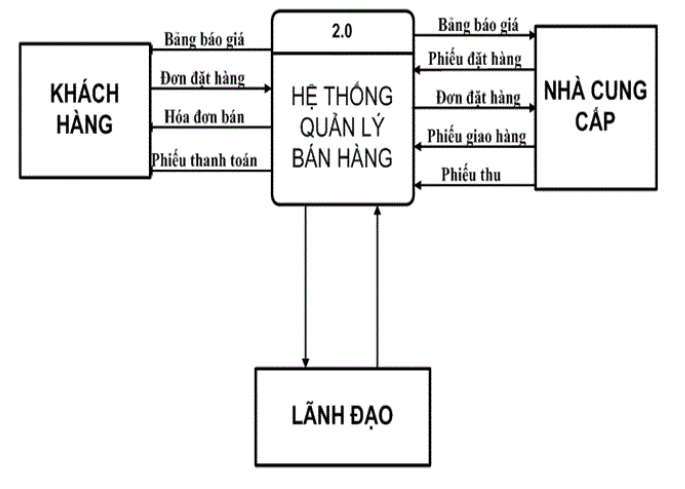 2.0
HỆ THỐNG
QUẢN LÝ
BÁN HÀNG
KHÁCH
HÀNG
Bảng báo giá
Đơn đặt hàng
Hóa đơn bán
Phiếu thanh toán
Bảng báo giá
Phiếu đặt hàng
Đơn đặt hàng
Phiếu giao hàng
Phiếu thu
NHÀ CUNG
CẤP
LÃNH ĐẠO